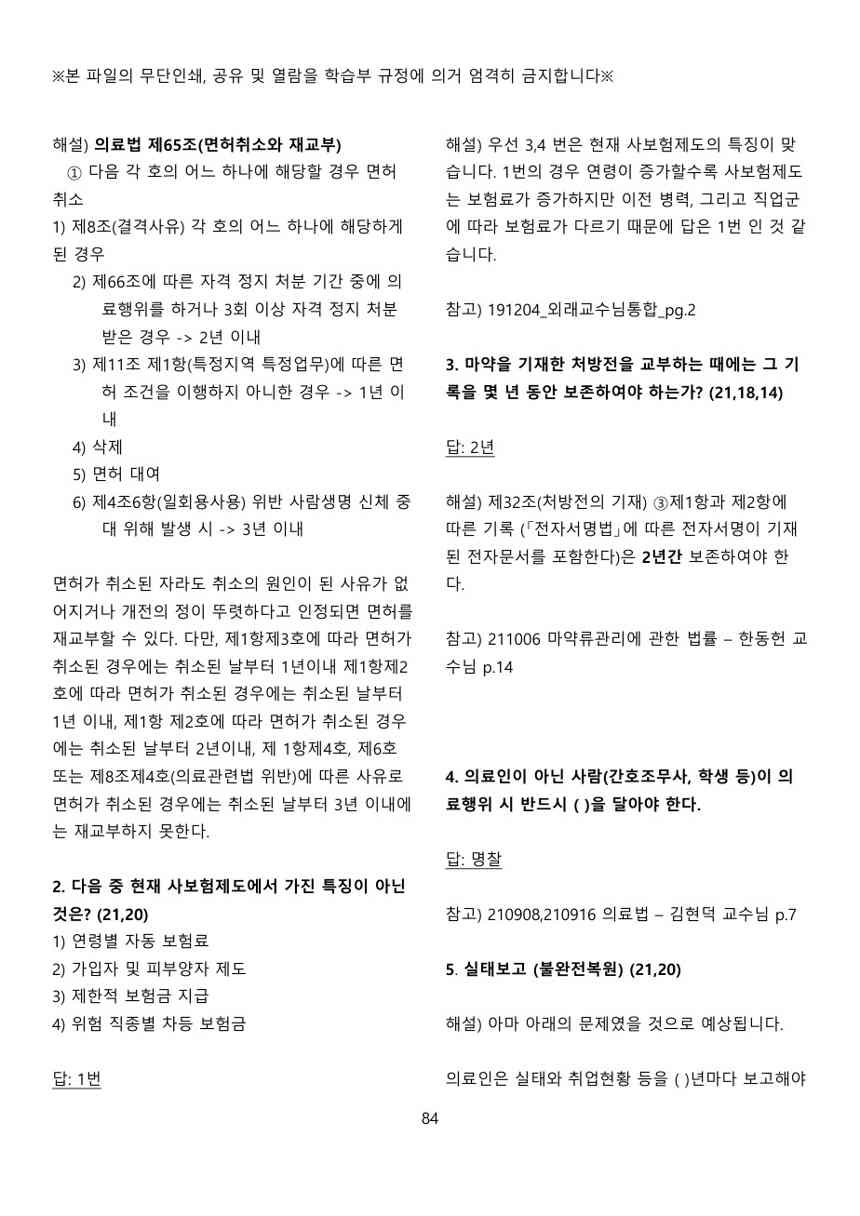 ※본 파일의 무단인쇄, 공유 및 열람을 학습부 규정에 의거 엄격히 금지합니다※
해설) 의료법 제65조(면허취소와 재교부)
① 다음 각 호의 어느 하나에 해당할 경우 면허
취소
1) 제8조(결격사유) 각 호의 어느 하나에 해당하게
된 경우
2) 제66조에 따른 자격 정지 처분 기간 중에 의
료행위를 하거나 3회 이상 자격 정지 처분
받은 경우 -> 2년 이내
3) 제11조 제1항(특정지역 특정업무)에 따른 면
허 조건을 이행하지 아니한 경우 -> 1년 이
내
4) 삭제
5) 면허 대여
6) 제4조6항(일회용사용) 위반 사람생명 신체 중
대 위해 발생 시 -> 3년 이내
면허가 취소된 자라도 취소의 원인이 된 사유가 없
어지거나 개전의 정이 뚜렷하다고 인정되면 면허를
재교부할 수 있다. 다만, 제1항제3호에 따라 면허가
취소된 경우에는 취소된 날부터 1년이내 제1항제2
호에 따라 면허가 취소된 경우에는 취소된 날부터
1년 이내, 제1항 제2호에 따라 면허가 취소된 경우
에는 취소된 날부터 2년이내, 제 1항제4호, 제6호
또는 제8조제4호(의료관련법 위반)에 따른 사유로
면허가 취소된 경우에는 취소된 날부터 3년 이내에
는 재교부하지 못한다.
2. 다음 중 현재 사보험제도에서 가진 특징이 아닌
것은? (21,20)
1) 연령별 자동 보험료
2) 가입자 및 피부양자 제도
3) 제한적 보험금 지급
4) 위험 직종별 차등 보험금
답: 1번
해설) 우선 3,4 번은 현재 사보험제도의 특징이 맞
습니다. 1번의 경우 연령이 증가할수록 사보험제도
는 보험료가 증가하지만 이전 병력, 그리고 직업군
에 따라 보험료가 다르기 때문에 답은 1번 인 것 같
습니다.
참고) 191204_외래교수님통합_pg.2
3. 마약을 기재한 처방전을 교부하는 때에는 그 기
록을 몇 년 동안 보존하여야 하는가? (21,18,14)
답: 2년
해설) 제32조(처방전의 기재) ③제1항과 제2항에
따른 기록 (「전자서명법」에 따른 전자서명이 기재
된 전자문서를 포함한다)은 2년간 보존하여야 한
다.
참고) 211006 마약류관리에 관한 법률 – 한동헌 교
수님 p.14
4. 의료인이 아닌 사람(간호조무사, 학생 등)이 의
료행위 시 반드시 ( )을 달아야 한다.
답: 명찰
참고) 210908,210916 의료법 – 김현덕 교수님 p.7
5. 실태보고 (불완전복원) (21,20)
해설) 아마 아래의 문제였을 것으로 예상됩니다.
의료인은 실태와 취업현황 등을 ( )년마다 보고해야
84